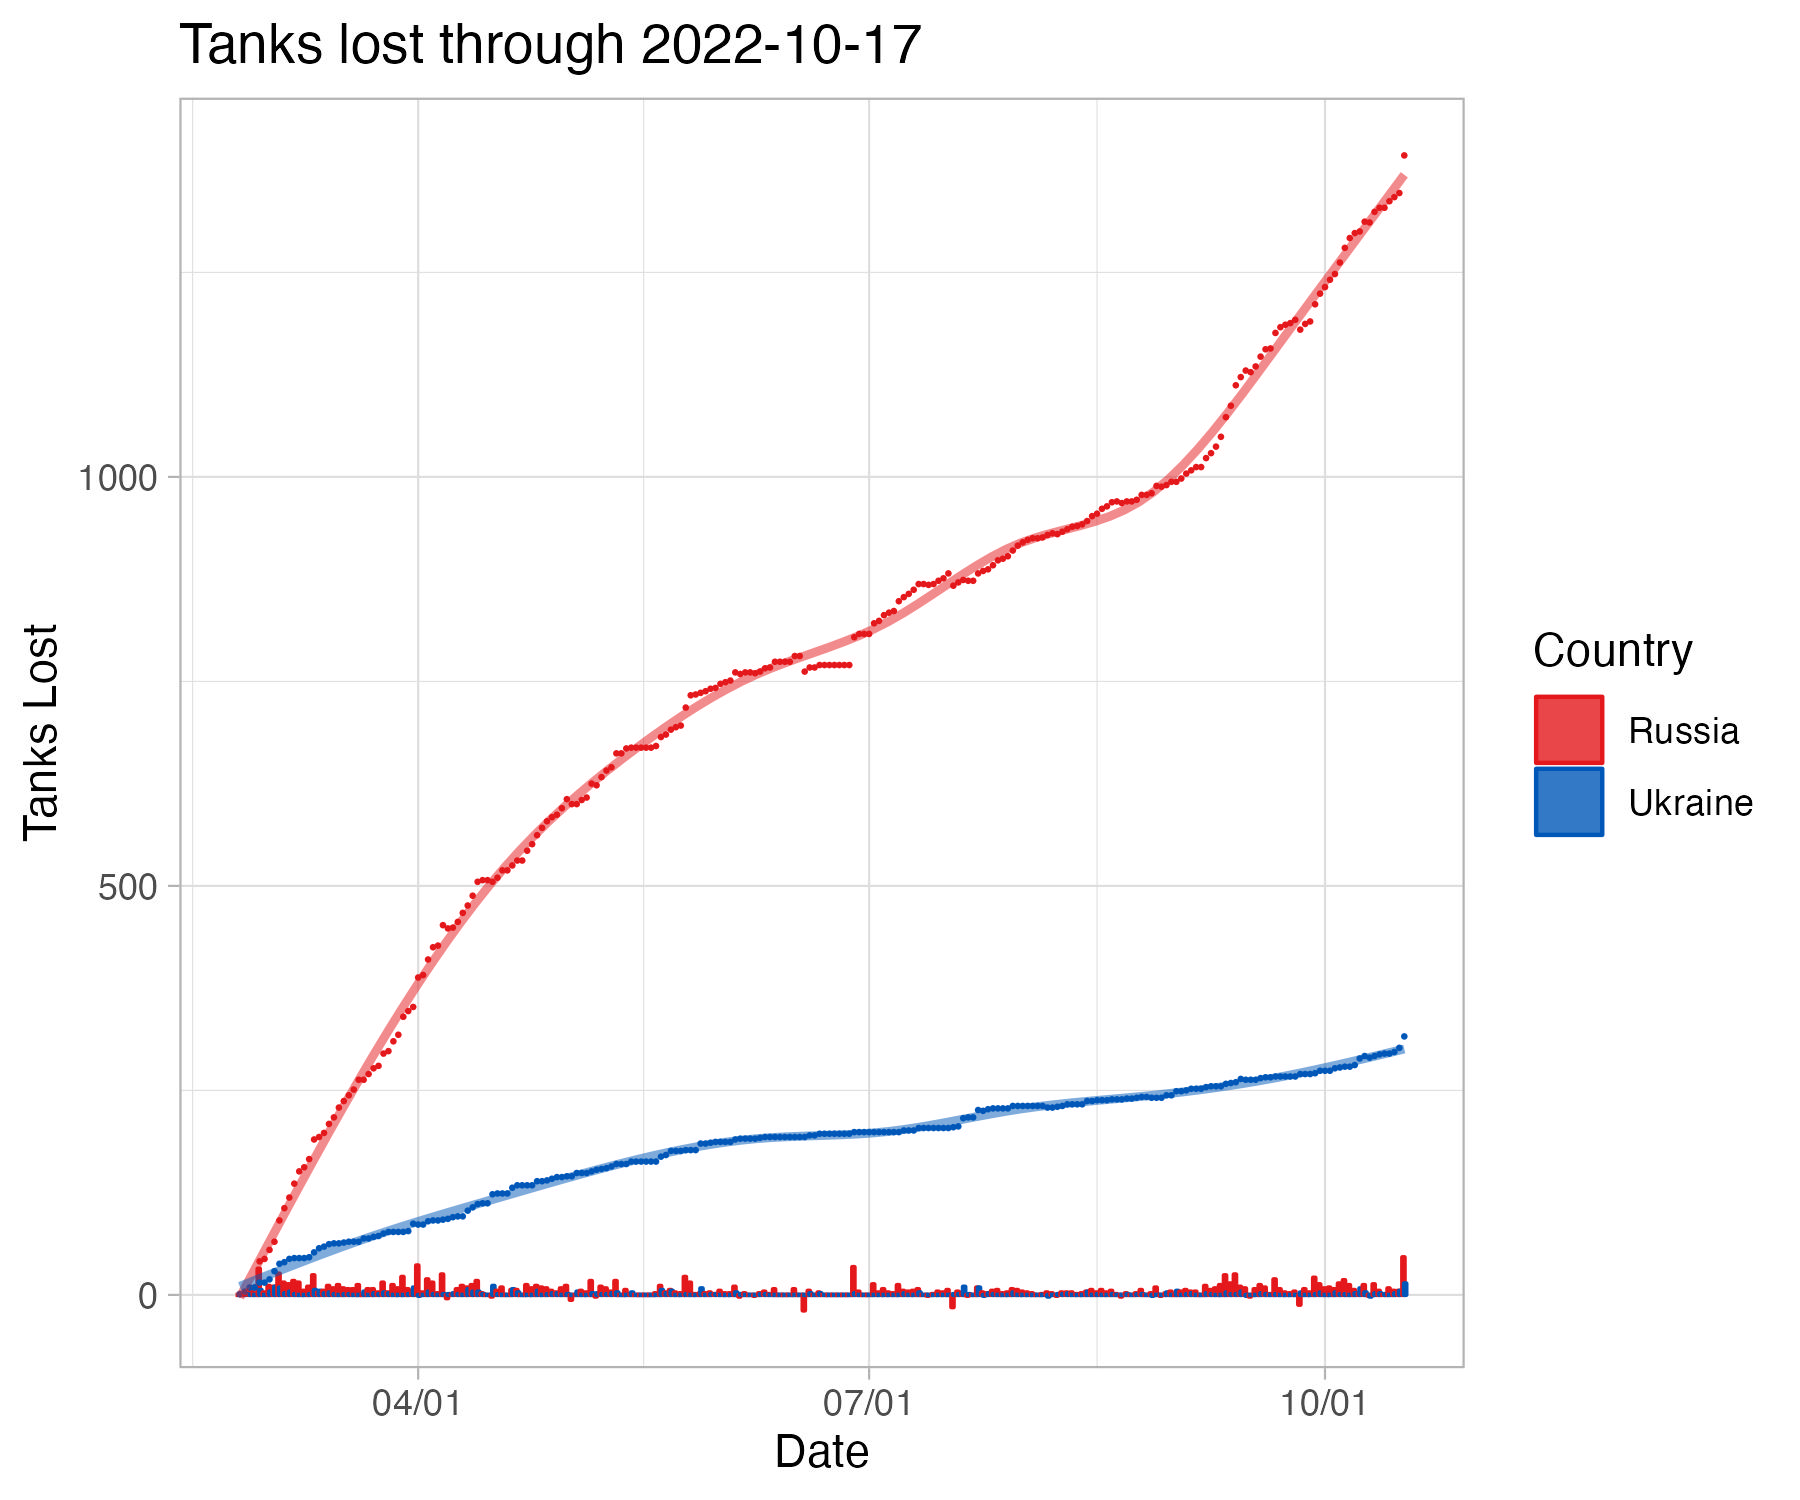 Tanks lost through 2022-10-17
Tanks Lost
1000
500
0
04/01
07/01
10/01
Date
Country
Russia
Ukraine